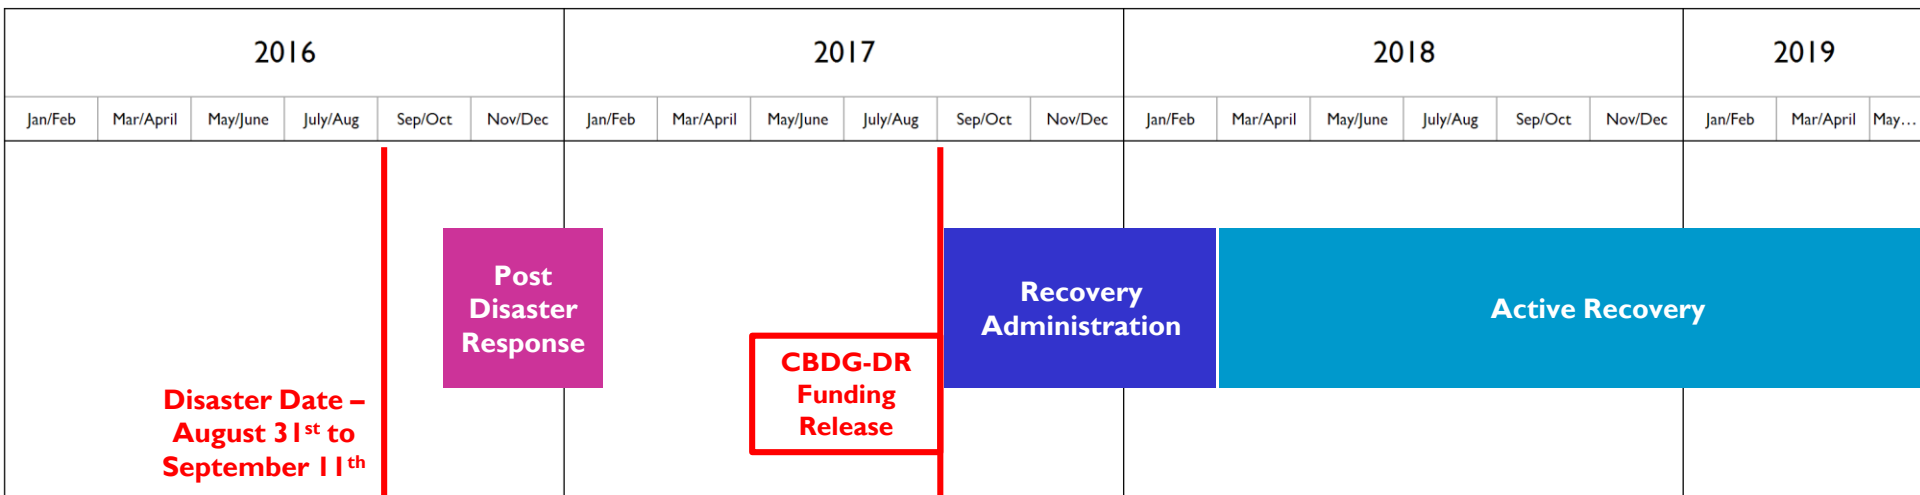 2016 2017 2018 2019
Jan/Feb Mar/April May/June July/Aug Sep/Oct Nov/Dec Jan/Feb Mar/April May/June July/Aug Sep/Oct Nov/Dec Jan/Feb Mar/April May/June July/Aug Sep/Oct Nov/Dec Jan/Feb Mar/April May…
Post
Disaster
Response
Recovery
Administration
Active Recovery
CBDG-DR
Funding
Release
Disaster Date –
August 31st to
September 11th